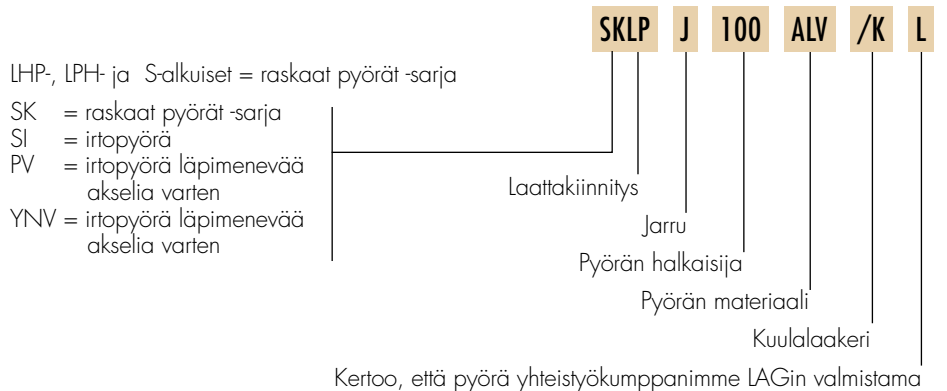 SKLP J 100 ALV /K L
LHP-, LPH- ja S-alkuiset = raskaat pyörät -sarja
SK = raskaat pyörät -sarja
SI = irtopyörä
PV = irtopyörä läpimenevää
akselia varten
YNV = irtopyörä läpimenevää
akselia varten
Laattakiinnitys
Jarru
Pyörän halkaisija
Pyörän materiaali
Kuulalaakeri
Kertoo, että pyörä yhteistyökumppanimme LAGin valmistama